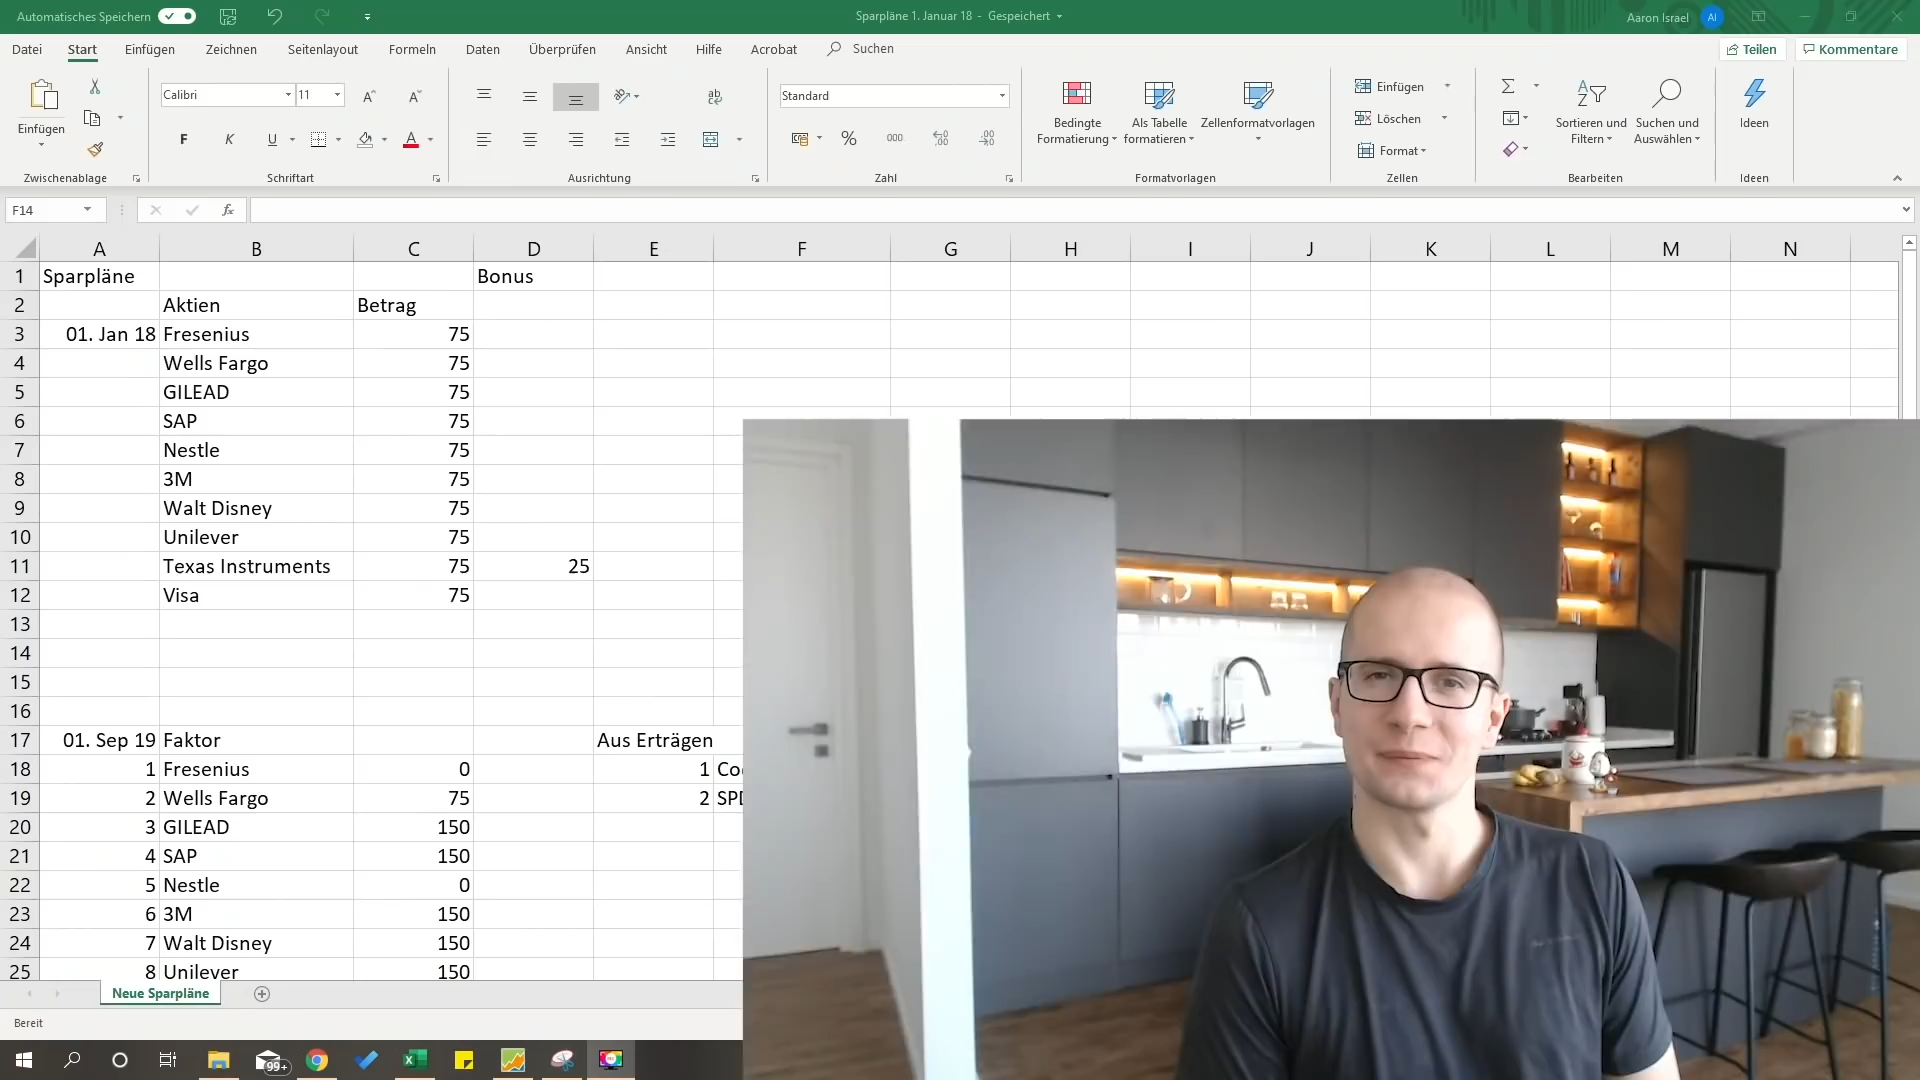 Automatisches Speichern
Sparpläne 1. Januar 18 - Gespeichert
Aaron Israel AI
Datei Start Einfügen Zeichnen Seitenlayout Formeln Daten Überprüfen Ansicht Hilfe Acrobat Suchen
Teilen Kommentare
Einfügen
Zwischenablage
Calibri 11
F K U A
Schriftart
ab
Ausrichtung
Standard
% 000
Zahl
Bedingte Formatierung
Als Tabelle formatieren
Zellenformatvorlagen
Formatvorlagen
Einfügen
Löschen
Format
Zellen
Sortieren und Filtern
Suchen und Auswählen
Bearbeiten
Ideen
Ideen
F14 fx
A B C D E F G H I J K L M N
1 Sparpläne Bonus
2 Aktien Betrag
3 01. Jan 18 Fresenius 75
4 Wells Fargo 75
5 GILEAD 75
6 SAP 75
7 Nestle 75
8 3M 75
9 Walt Disney 75
10 Unilever 75
11 Texas Instruments 75 25
12 Visa 75
13
14
15
16
17 01. Sep 19 Faktor Aus Erträgen
18 1 Fresenius 0 1
19 2 Wells Fargo 75 2
20 3 GILEAD 150
21 4 SAP 150
22 5 Nestle 0
23 6 3M 150
24 7 Walt Disney 150
25 8 Unilever 150
Neue Sparpläne
Bereit
99+